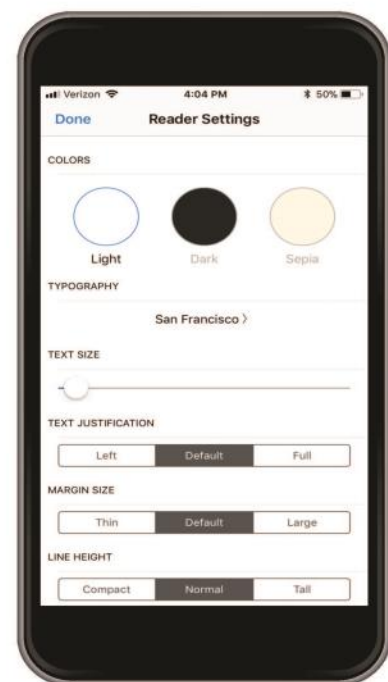 Verizon 4:04 PM 50%
Done Reader Settings
COLORS
Light Dark Sepia
TYPOGRAPHY
San Francisco >
TEXT SIZE
TEXT JUSTIFICATION
Left Default Full
MARGIN SIZE
Thin Default Large
LINE HEIGHT
Compact Normal Tall